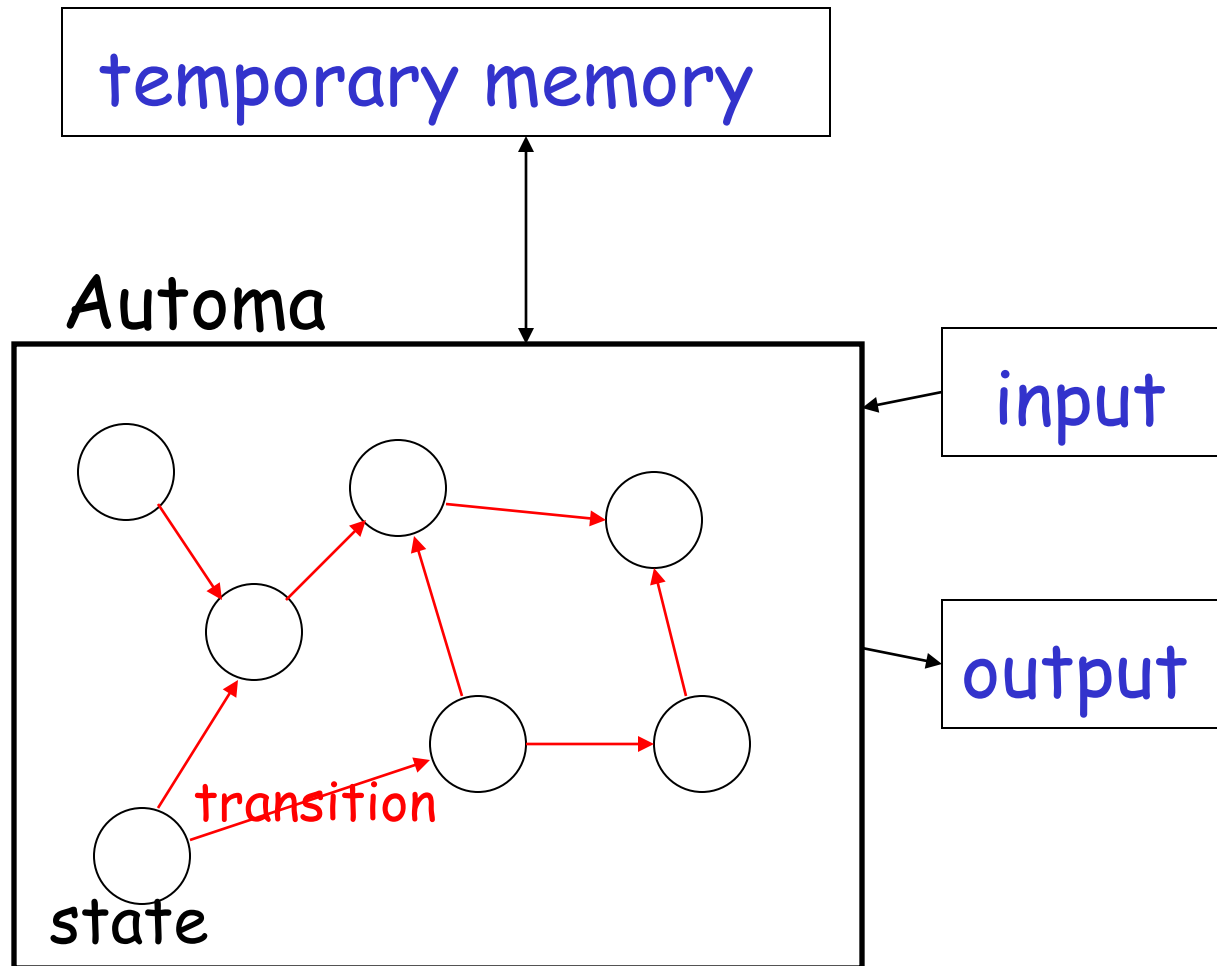 temporary memory
Automa
input
output
transition
state